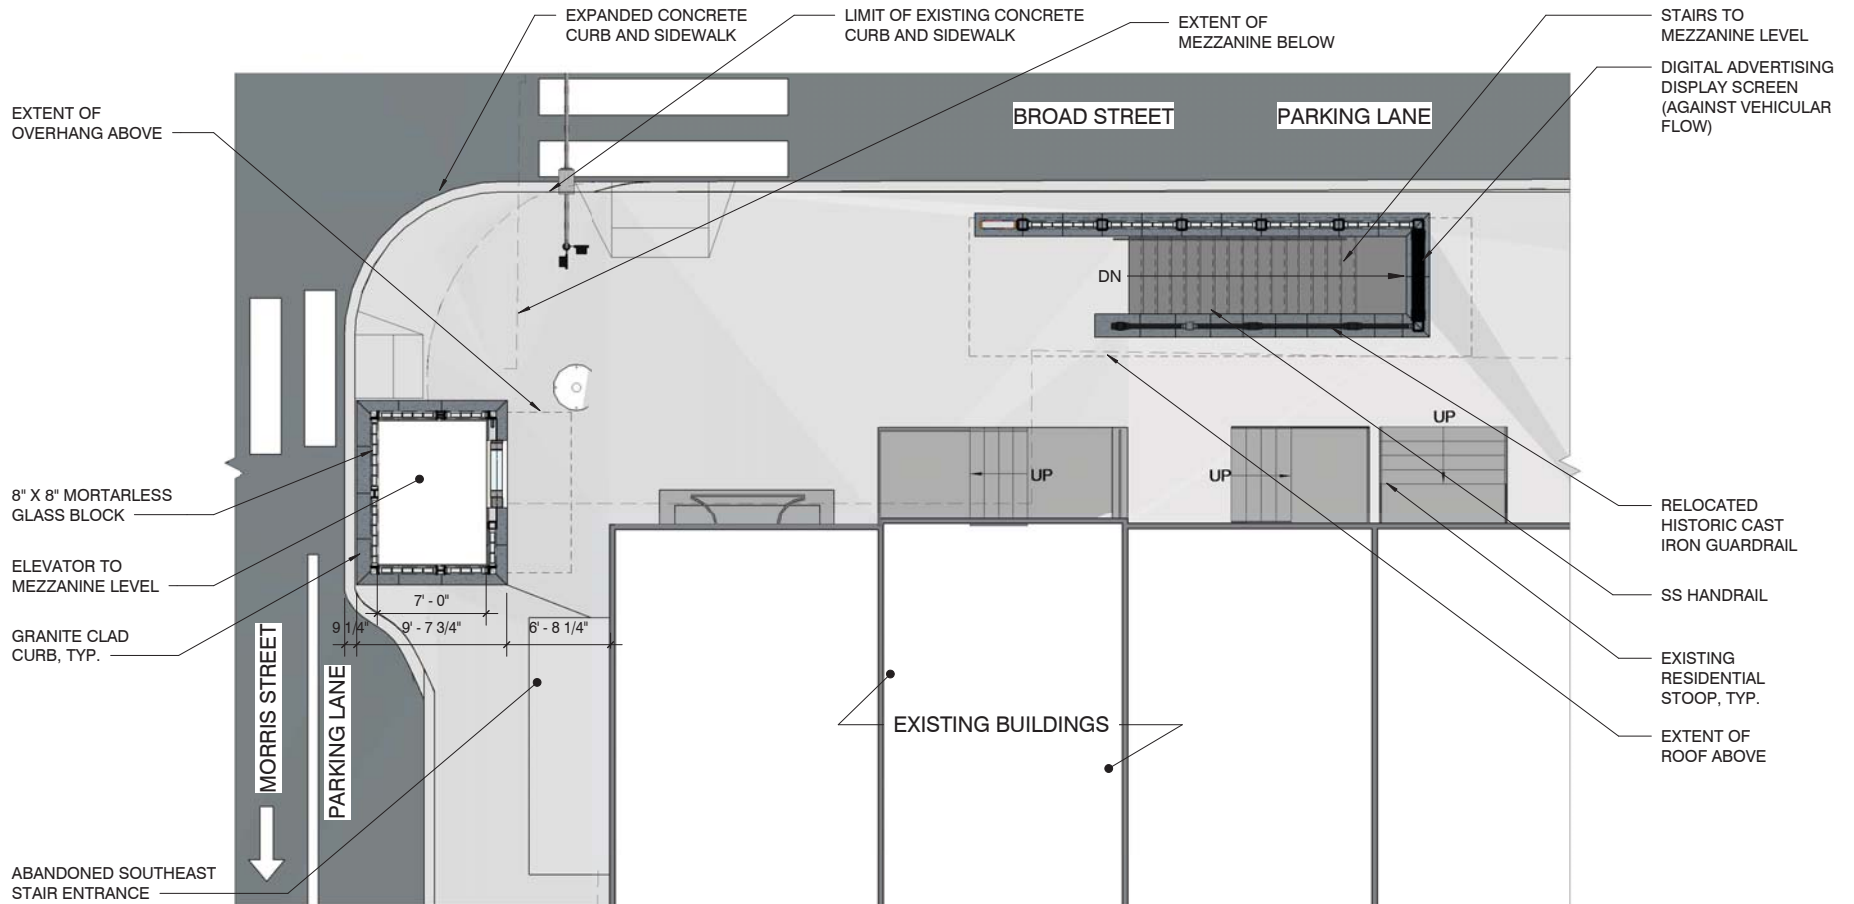 EXPANDED CONCRETE
CURB AND SIDEWALK
LIMIT OF EXISTING CONCRETE
CURB AND SIDEWALK
EXTENT OF
MEZZANINE BELOW
STAIRS TO
MEZZANINE LEVEL
DIGITAL ADVERTISING
DISPLAY SCREEN
(AGAINST VEHICULAR
FLOW)
EXTENT OF
OVERHANG ABOVE
BROAD STREET
PARKING LANE
DN
UP
UP
UP
8" X 8" MORTARLESS
GLASS BLOCK
ELEVATOR TO
MEZZANINE LEVEL
GRANITE CLAD
CURB, TYP.
7' - 0"
9 1/4"
9' - 7 3/4"
6' - 8 1/4"
MORRIS STREET
PARKING LANE
EXISTING BUILDINGS
RELOCATED
HISTORIC CAST
IRON GUARDRAIL
SS HANDRAIL
EXISTING
RESIDENTIAL
STOOP, TYP.
EXTENT OF
ROOF ABOVE
ABANDONED SOUTHEAST
STAIR ENTRANCE